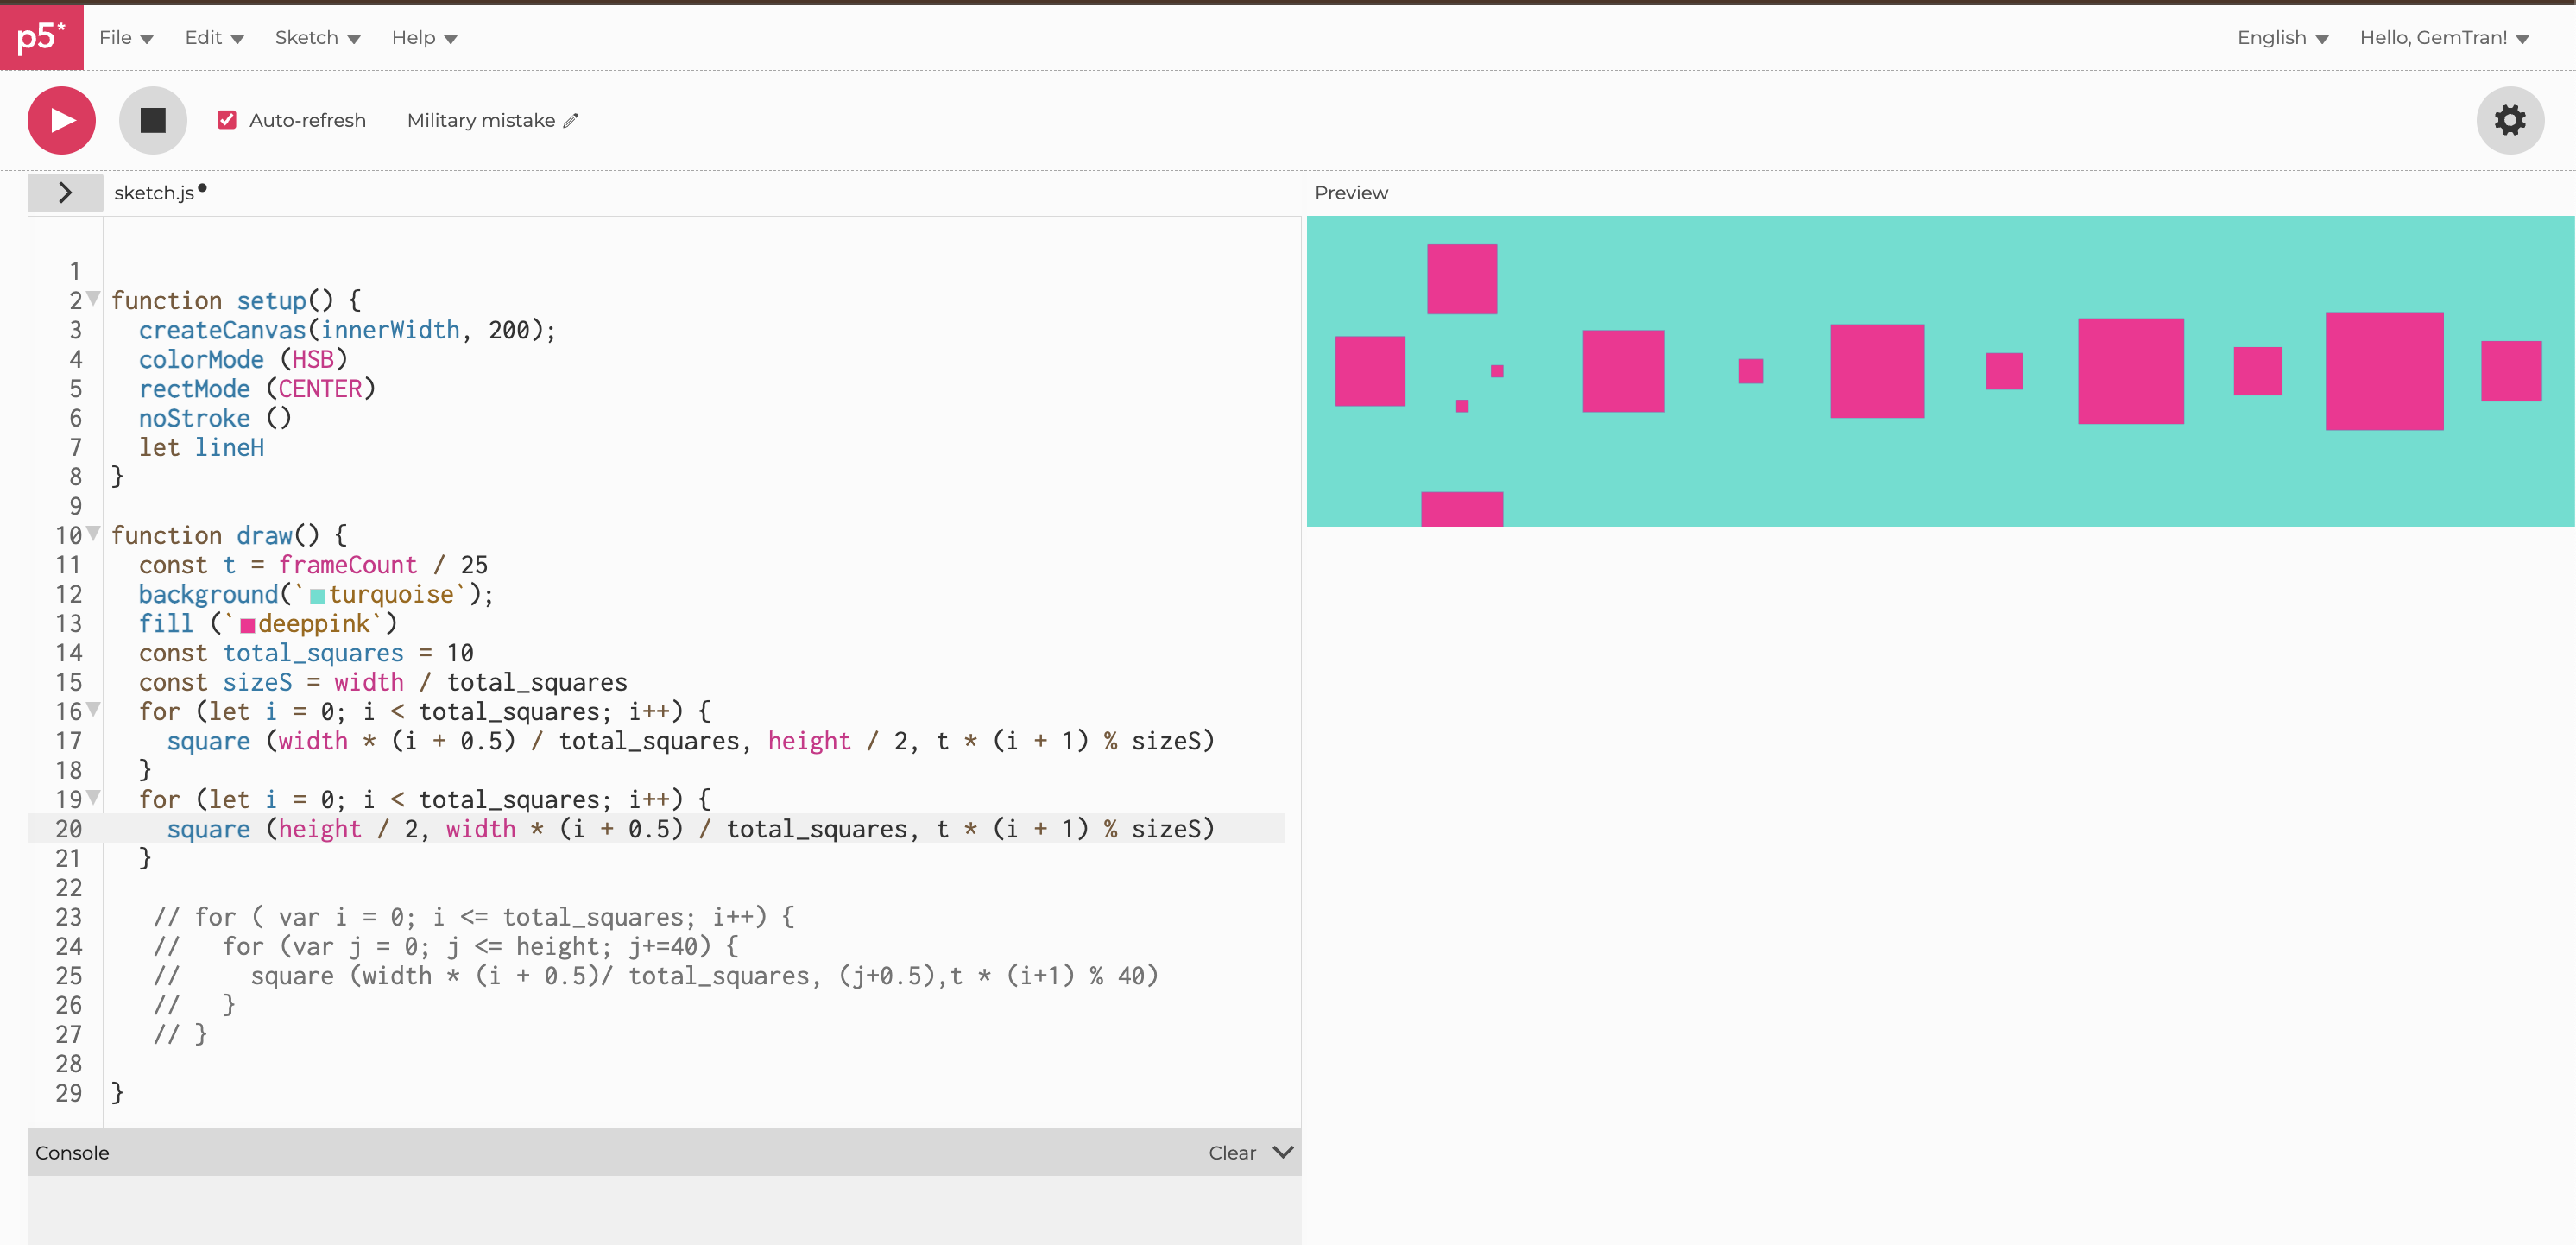 p5* File Edit Sketch Help English Hello, GemTran!
Auto-refresh Military mistake
sketch.js Preview
1
2 function setup() {
3 createCanvas(innerWidth, 200);
4 colorMode (HSB)
5 rectMode (CENTER)
6 noStroke ()
7 let lineH
8 }
9
10 function draw() {
11 const t = frameCount / 25
12 background(`turquoise`);
13 fill (`deeppink`)
14 const total_squares = 10
15 const sizeS = width / total_squares
16 for (let i = 0; i < total_squares; i++) {
17 square (width * (i + 0.5) / total_squares, height / 2, t * (i + 1) % sizeS)
18 }
19 for (let i = 0; i < total_squares; i++) {
20 square (height / 2, width * (i + 0.5) / total_squares, t * (i + 1) % sizeS)
21 }
22
23 // for ( var i = 0; i <= total_squares; i++) {
24 // for (var j = 0; j <= height; j+=40) {
25 // square (width * (i + 0.5)/ total_squares, (j+0.5),t * (i+1) % 40)
26 // }
27 // }
28
29 }
Console Clear